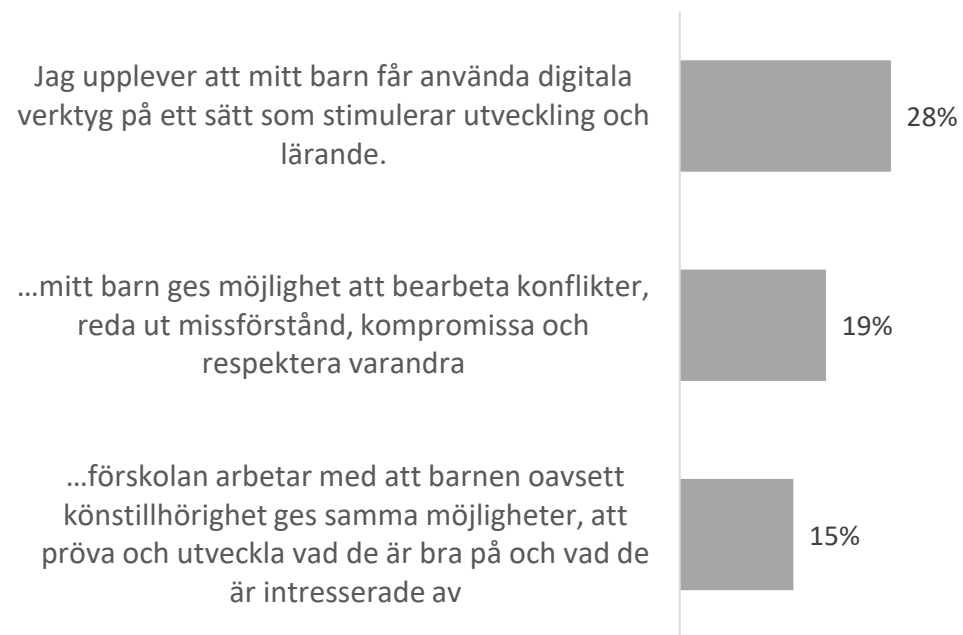 Jag upplever att mitt barn får använda digitala
verktyg på ett sätt som stimulerar utveckling och
lärande.
28%
…mitt barn ges möjlighet att bearbeta konflikter,
reda ut missförstånd, kompromissa och
respektera varandra
19%
…förskolan arbetar med att barnen oavsett
könstillhörighet ges samma möjligheter, att
pröva och utveckla vad de är bra på och vad de
är intresserade av
15%